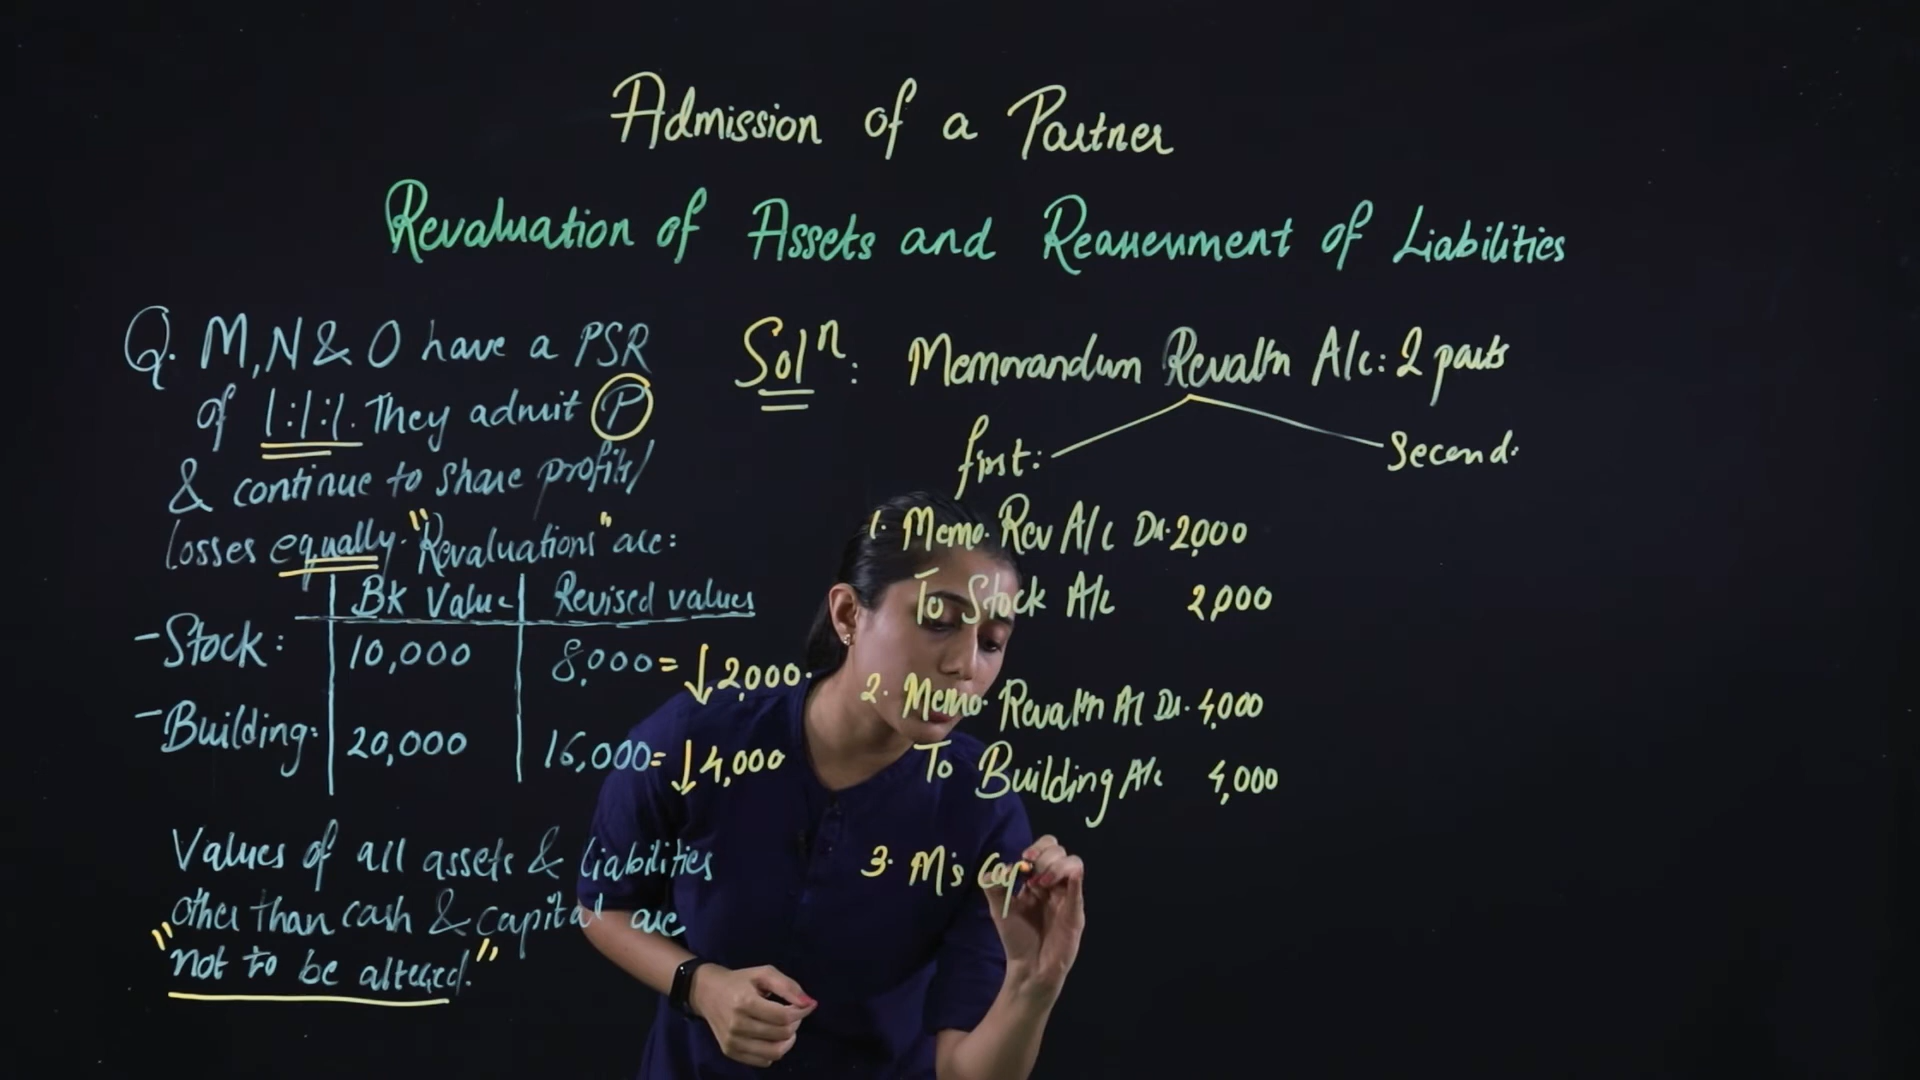 Admission of a Partner
Revaluation of Assets and Reassessment of Liabilities
Q. M, N & O have a PSR
of 1:1:1. They admit P
& continue to share profits/
losses equally. "Revaluations" are:
Bk Value Revised values
- Stock: 10,000 8,000 = ↓ 2,000.
- Building: 20,000 16,000 = ↓ 4,000
Values of all assets & liabilities
other than cash & capital are
"not to be altered."
Solⁿ: Memorandum Revaltn A/c: 2 parts
first: Second:
1. Memo. Rev A/c Dr. 2,000
To Stock A/c 2,000
2. Memo. Revaltn A/c Dr. 4,000
To Building A/c 4,000
3. M's Cap